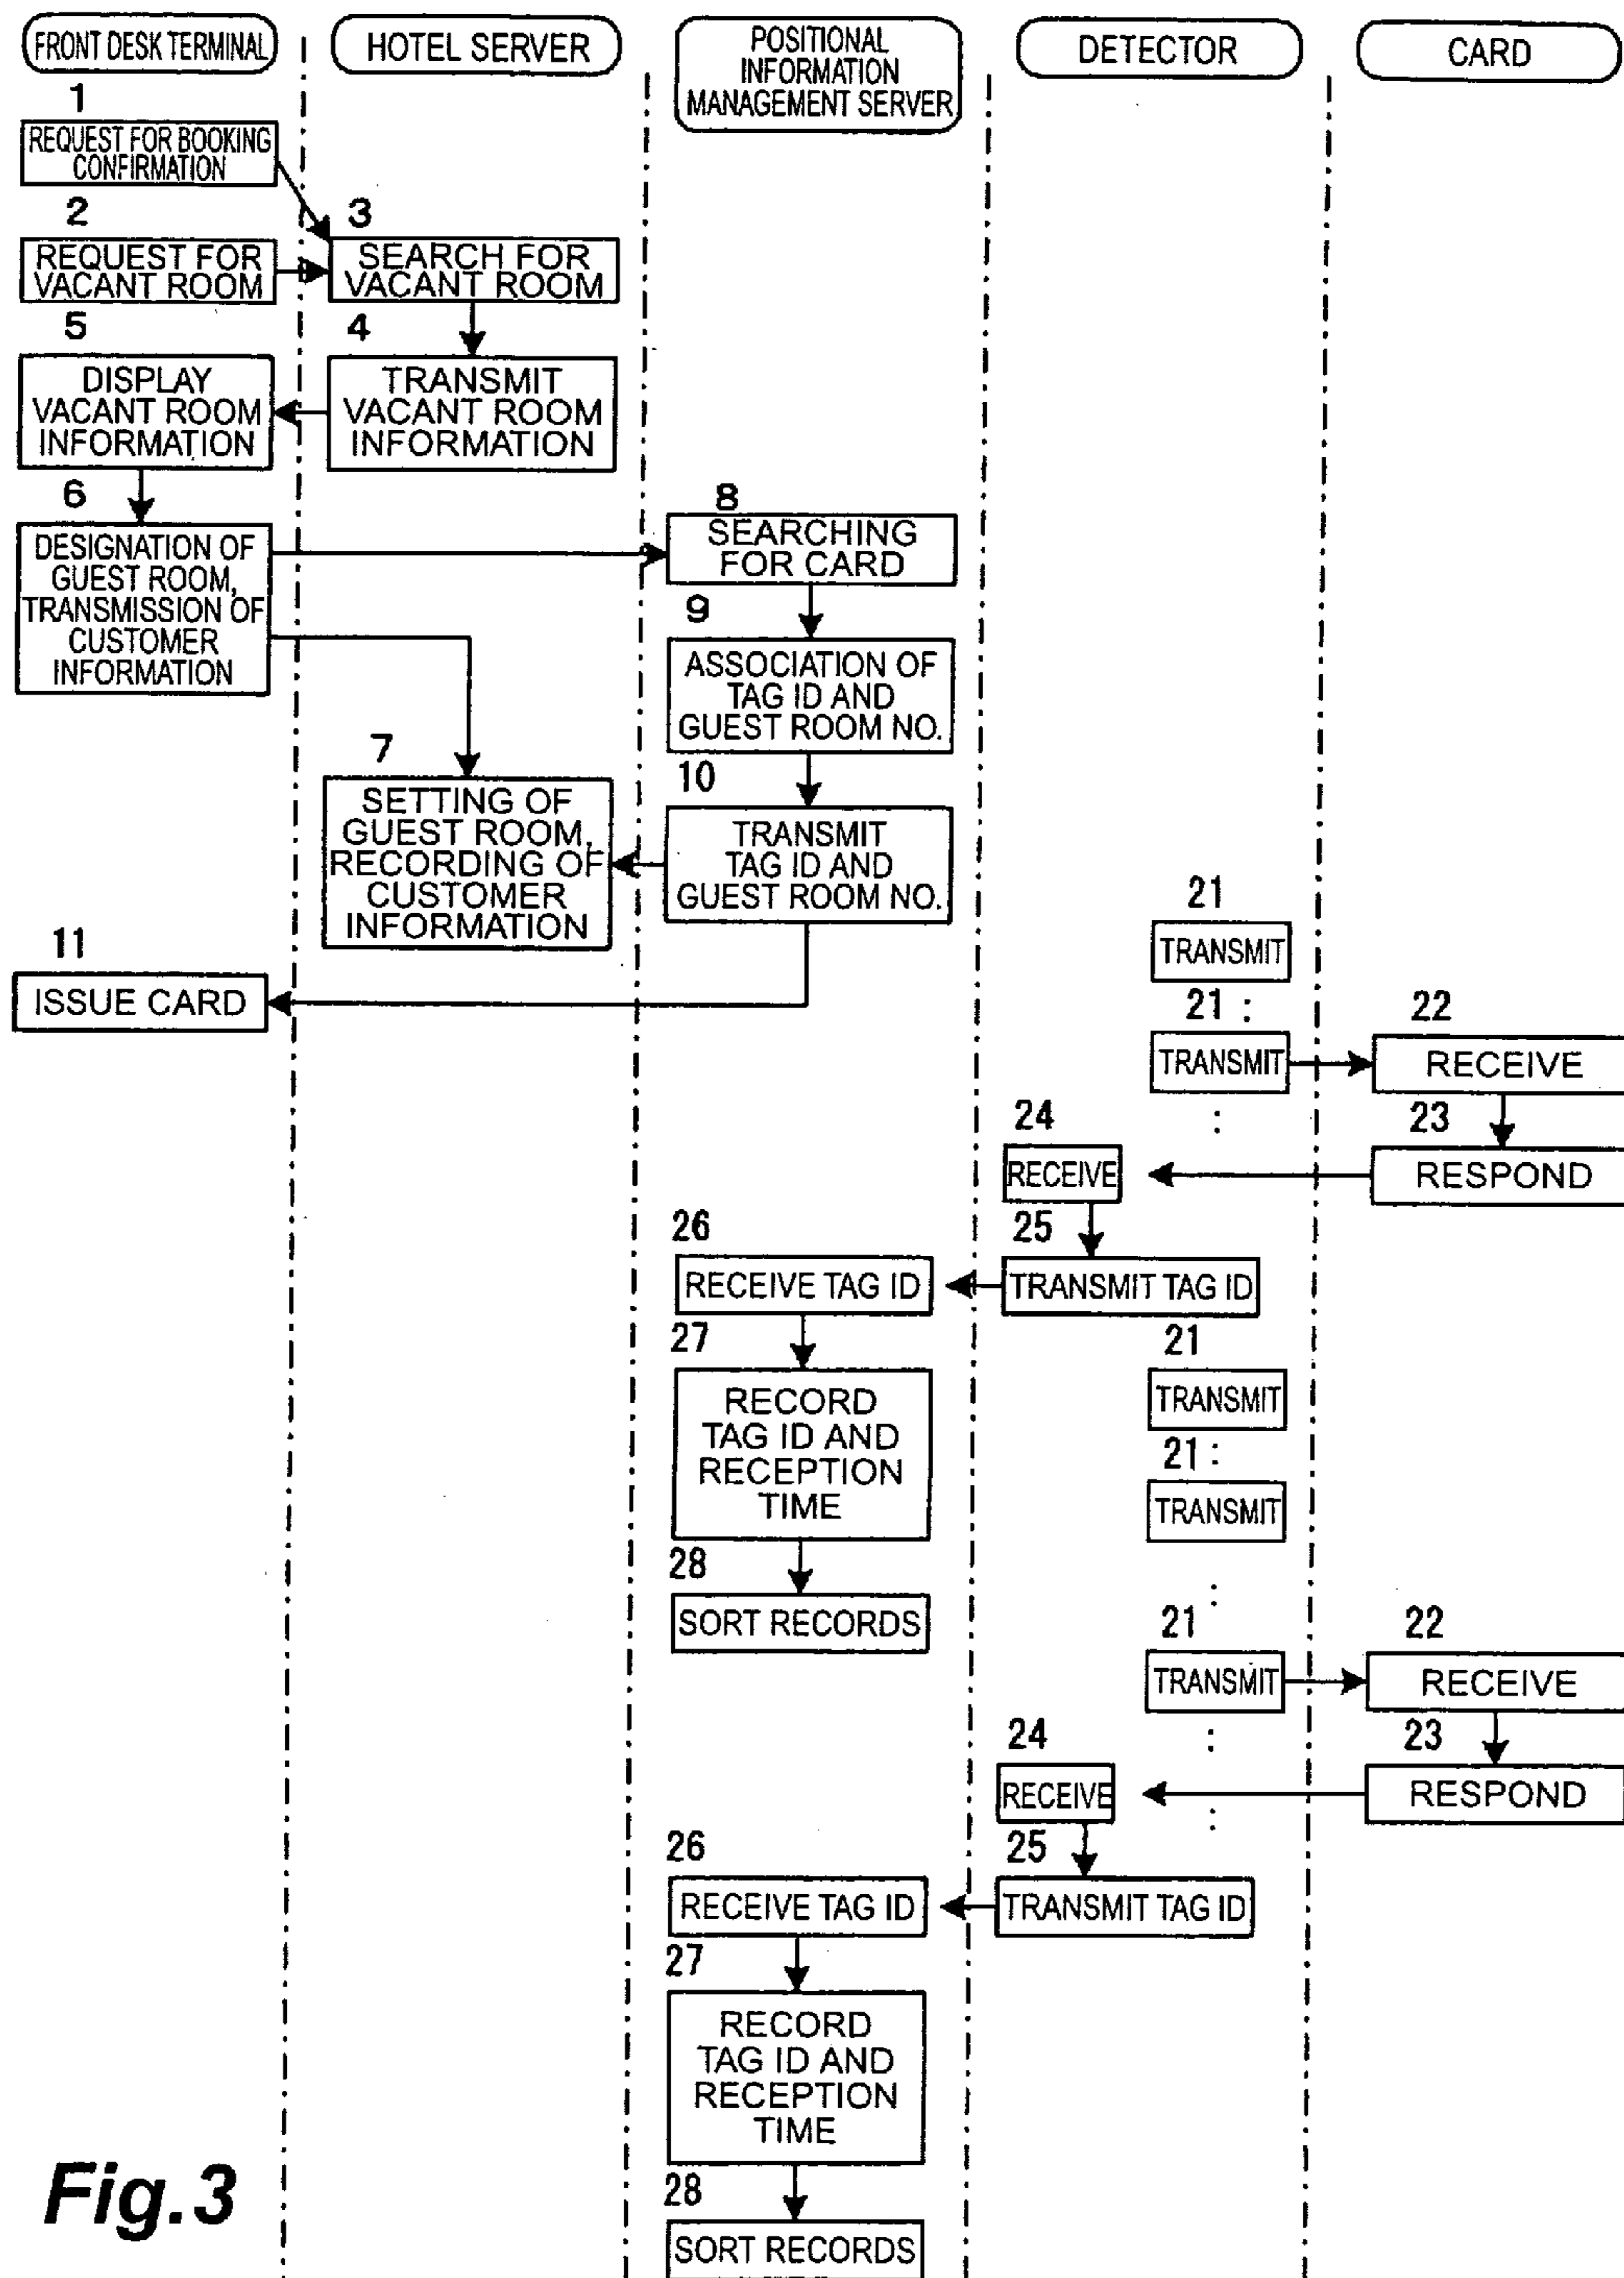 FRONT DESK TERMINAL
HOTEL SERVER
POSITIONAL
INFORMATION
MANAGEMENT SERVER
DETECTOR
CARD
1
REQUEST FOR BOOKING
CONFIRMATION
2
REQUEST FOR
VACANT ROOM
3
SEARCH FOR
VACANT ROOM
5
DISPLAY
VACANT ROOM
INFORMATION
4
TRANSMIT
VACANT ROOM
INFORMATION
6
DESIGNATION OF
GUEST ROOM,
TRANSMISSION OF
CUSTOMER
INFORMATION
8
SEARCHING
FOR CARD
9
ASSOCIATION OF
TAG ID AND
GUEST ROOM NO.
7
SETTING OF
GUEST ROOM,
RECORDING OF
CUSTOMER
INFORMATION
10
TRANSMIT
TAG ID AND
GUEST ROOM NO.
11
ISSUE CARD
21
TRANSMIT
21 :
TRANSMIT
:
22
RECEIVE
23
RESPOND
24
RECEIVE
25
TRANSMIT TAG ID
26
RECEIVE TAG ID
27
RECORD
TAG ID AND
RECEPTION
TIME
28
SORT RECORDS
21
TRANSMIT
21 :
TRANSMIT
:
21
TRANSMIT
:
22
RECEIVE
23
RESPOND
24
RECEIVE
:
25
TRANSMIT TAG ID
26
RECEIVE TAG ID
27
RECORD
TAG ID AND
RECEPTION
TIME
28
SORT RECORDS
Fig.3